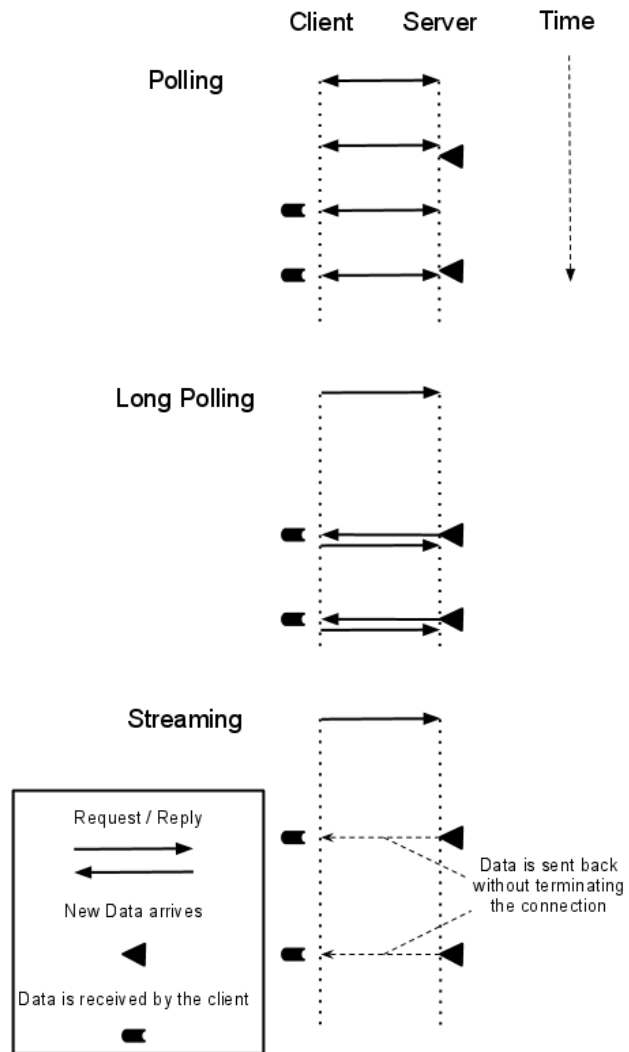 Client Server Time
Polling
Long Polling
Streaming
Request / Reply
New Data arrives
Data is received by the client
Data is sent back
without terminating
the connection